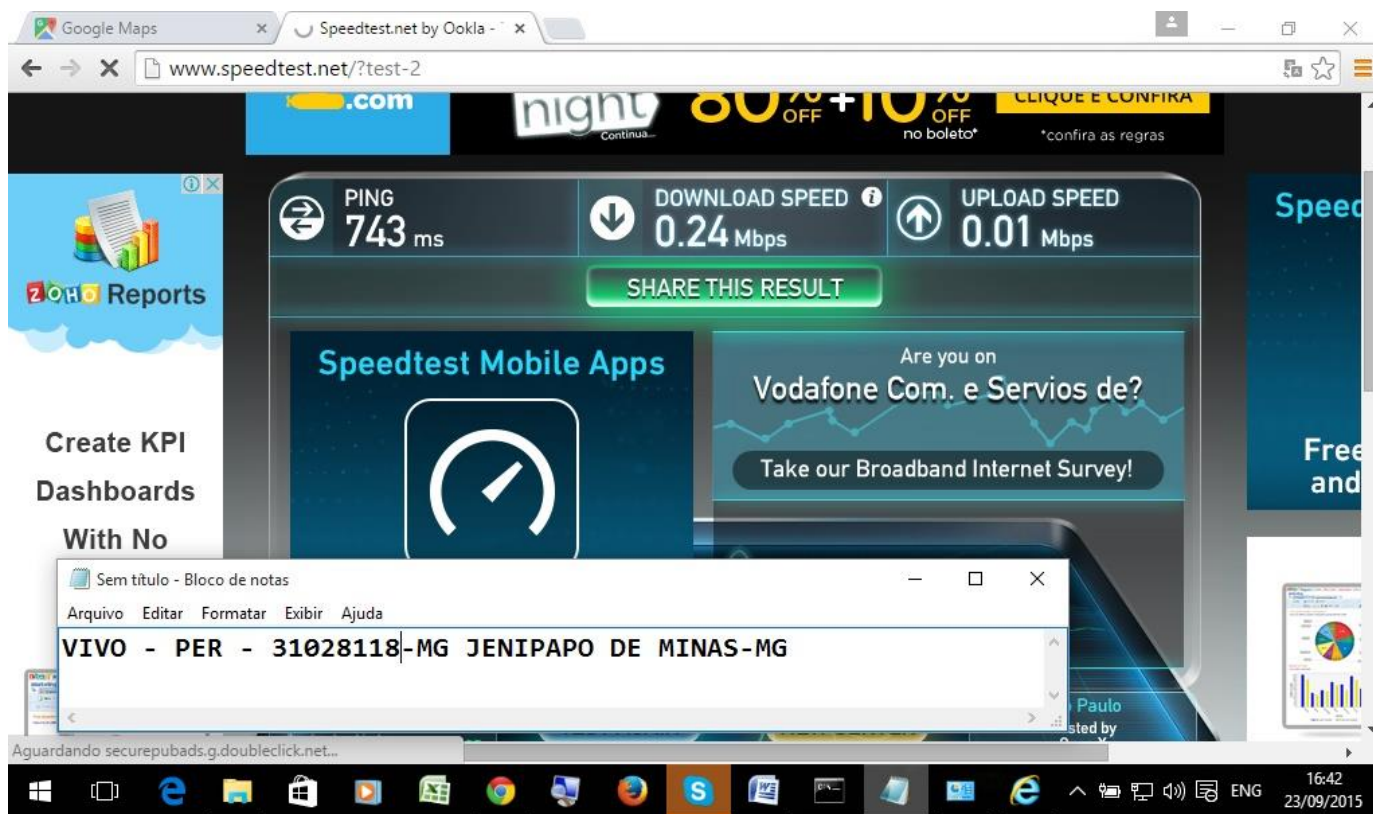 Google Maps
Speedtest.net by Ookla -
www.speedtest.net/?test-2
.com
night
Continua...
80% OFF + 10% OFF
no boleto*
CLIQUE E CONFIRA
*confira as regras
ZOHO Reports
Create KPI
Dashboards
With No
PING
743 ms
DOWNLOAD SPEED
0.24 Mbps
UPLOAD SPEED
0.01 Mbps
SHARE THIS RESULT
Speedtest Mobile Apps
Are you on
Vodafone Com. e Servios de?
Take our Broadband Internet Survey!
Speed
Free
and
Sem título - Bloco de notas
Arquivo Editar Formatar Exibir Ajuda
VIVO - PER - 31028118-MG JENIPAPO DE MINAS-MG
Paulo
sted by
Aguardando securepubads.g.doubleclick.net...
ENG
16:42
23/09/2015